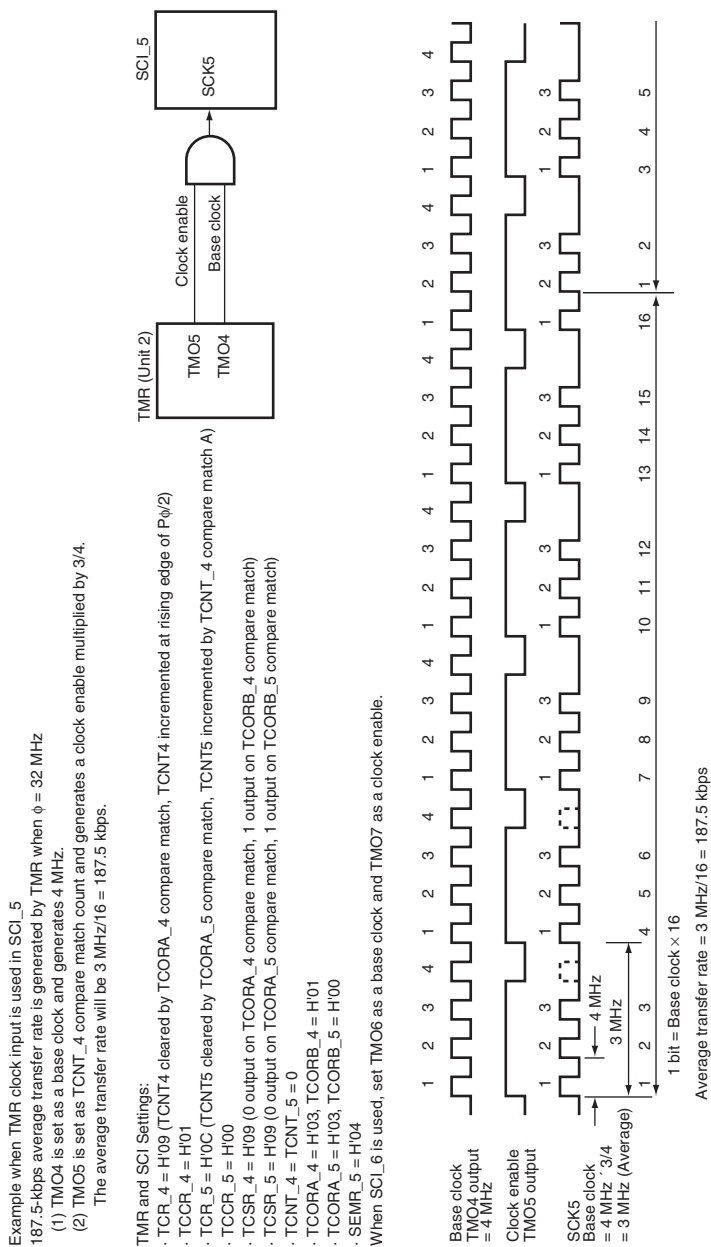 Example when TMR clock input is used in SCI_5
187.5-kbps average transfer rate is generated by TMR when ϕ = 32 MHz
(1) TMO4 is set as a base clock and generates 4 MHz.
(2) TMO5 is set as TCNT_4 compare match count and generates a clock enable multiplied by 3/4.
The average transfer rate will be 3 MHz/16 = 187.5 kbps.
TMR and SCI Settings:
· TCR_4 = H'09 (TCNT4 cleared by TCORA_4 compare match, TCNT4 incremented at rising edge of Pϕ/2)
· TCCR_4 = H'01
· TCR_5 = H'0C (TCNT5 cleared by TCORA_5 compare match, TCNT5 incremented by TCNT_4 compare match A)
· TCCR_5 = H'00
· TCSR_4 = H'09 (0 output on TCORA_4 compare match, 1 output on TCORB_4 compare match)
· TCSR_5 = H'09 (0 output on TCORA_5 compare match, 1 output on TCORB_5 compare match)
· TCNT_4 = TCNT_5 = 0
· TCORA_4 = H'03, TCORB_4 = H'01
· TCORA_5 = H'03, TCORB_5 = H'00
· SEMR_5 = H'04
When SCI_6 is used, set TMO6 as a base clock and TMO7 as a clock enable.
TMR (Unit 2)
TMO5
TMO4
Clock enable
Base clock
SCI_5
SCK5
1 2 3 4 1 2 3 4 1 2 3 4 1 2 3 4 1 2 3 4 1 2 3 4 1 2 3 4
Base clock
TMO4 output
= 4 MHz
Clock enable
TMO5 output
1 2 3 1 2 3 1 2 3 1 2 3 1 2 3 1 2 3 1 2 3
SCK5
Base clock
= 4 MHz ´ 3/4
= 3 MHz (Average)
4 MHz
3 MHz
1 2 3 4 5 6 7 8 9 10 11 12 13 14 15 16 1 2 3 4 5
1 bit = Base clock × 16
Average transfer rate = 3 MHz/16 = 187.5 kbps